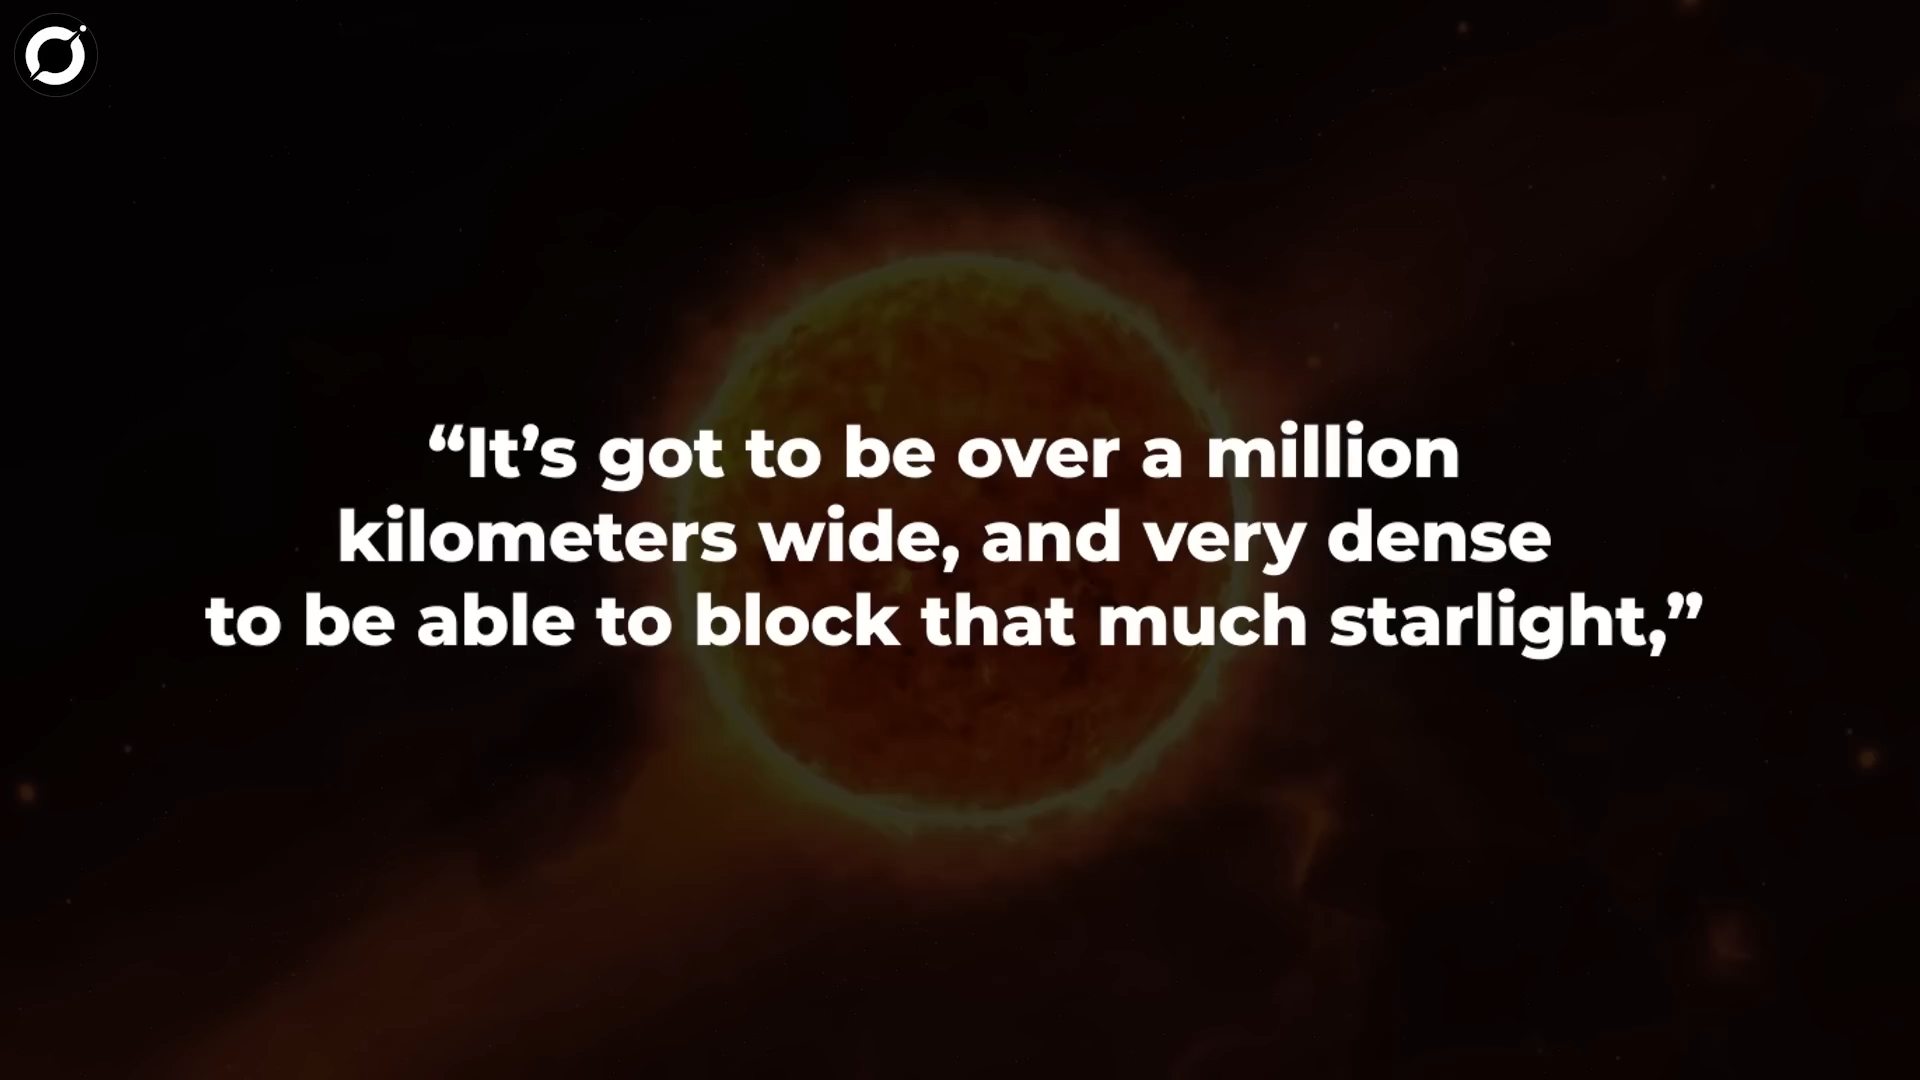 “It’s got to be over a million
kilometers wide, and very dense
to be able to block that much starlight,”